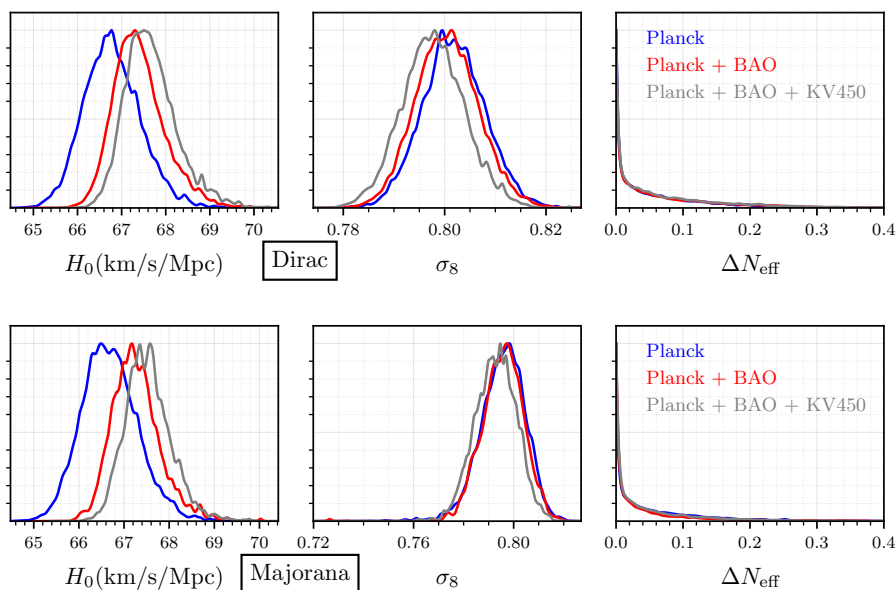 Planck
Planck + BAO
Planck + BAO + KV450
65 66 67 68 69 70
0.78 0.80 0.82
0.0 0.1 0.2 0.3 0.4
H₀(km/s/Mpc)
Dirac
σ₈
ΔN_eff
Planck
Planck + BAO
Planck + BAO + KV450
65 66 67 68 69 70
0.72 0.76 0.80
0.0 0.1 0.2 0.3 0.4
H₀(km/s/Mpc)
Majorana
σ₈
ΔN_eff